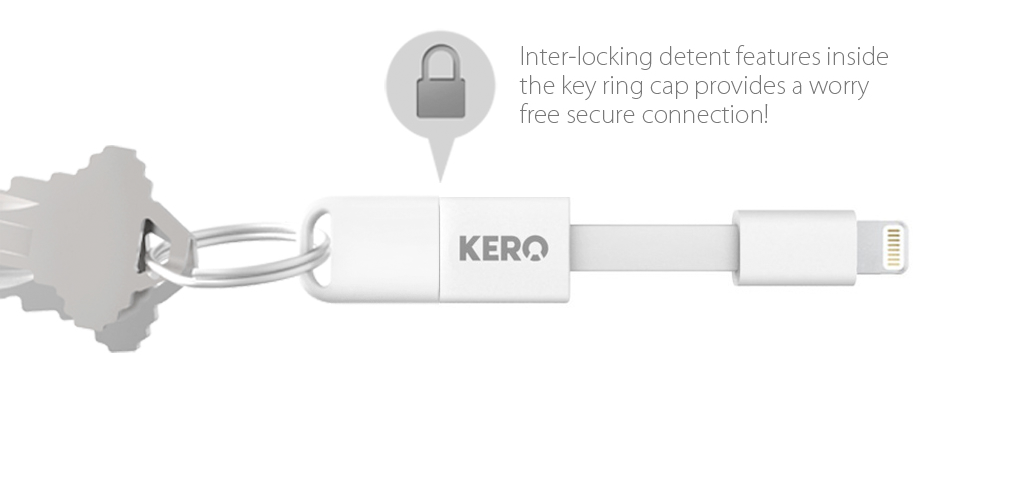 Inter-locking detent features inside
the key ring cap provides a worry
free secure connection!
KERO